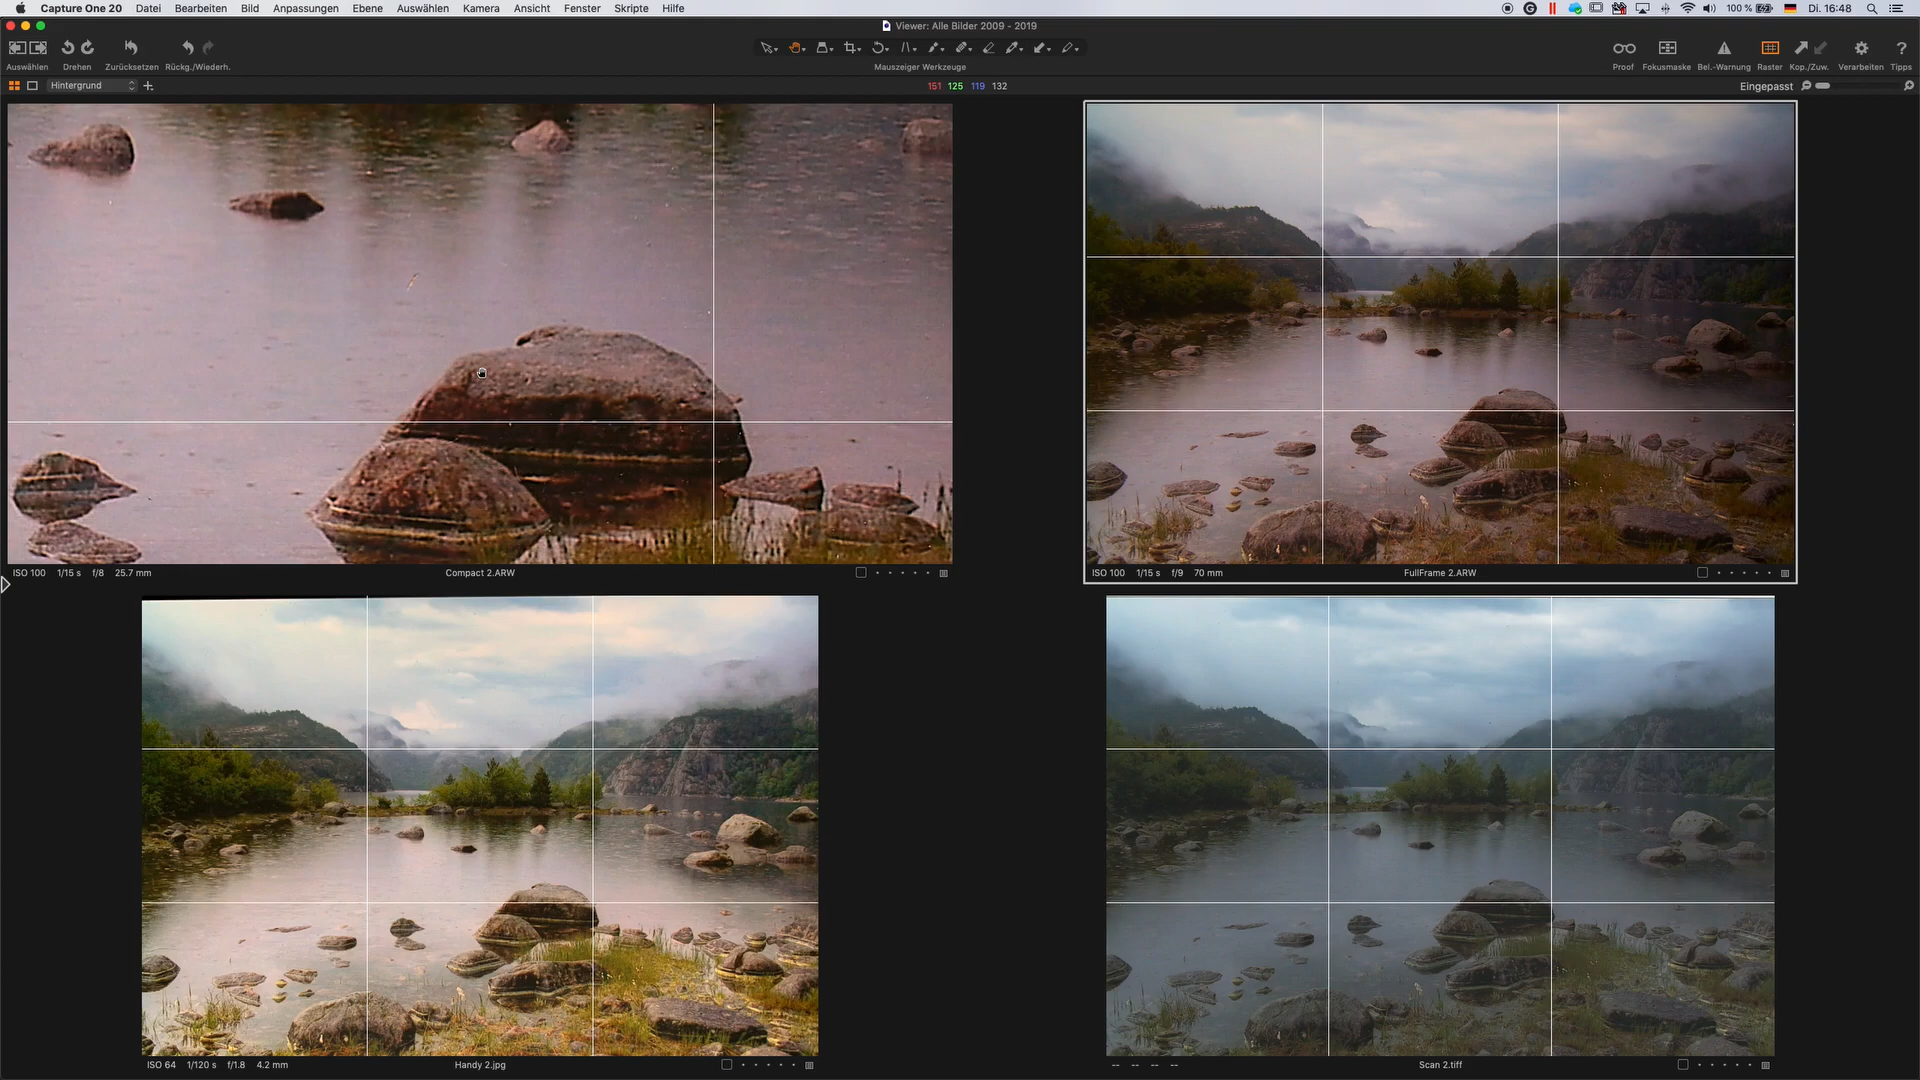 Capture One 20 Datei Bearbeiten Bild Anpassungen Ebene Auswählen Kamera Ansicht Fenster Skripte Hilfe 100 % Di. 16:48
Viewer: Alle Bilder 2009 - 2019
Auswählen Drehen Zurücksetzen Rückg./Wiederh. Mauszeiger Werkzeuge Proof Fokusmaske Bel.-Warnung Raster Kop./Zuw. Verarbeiten Tipps
Hintergrund 151 125 119 132 Eingepasst
ISO 100 1/15 s f/8 25.7 mm Compact 2.ARW
ISO 100 1/15 s f/9 70 mm FullFrame 2.ARW
ISO 64 1/120 s f/1.8 4.2 mm Handy 2.jpg
-- -- -- -- Scan 2.tiff